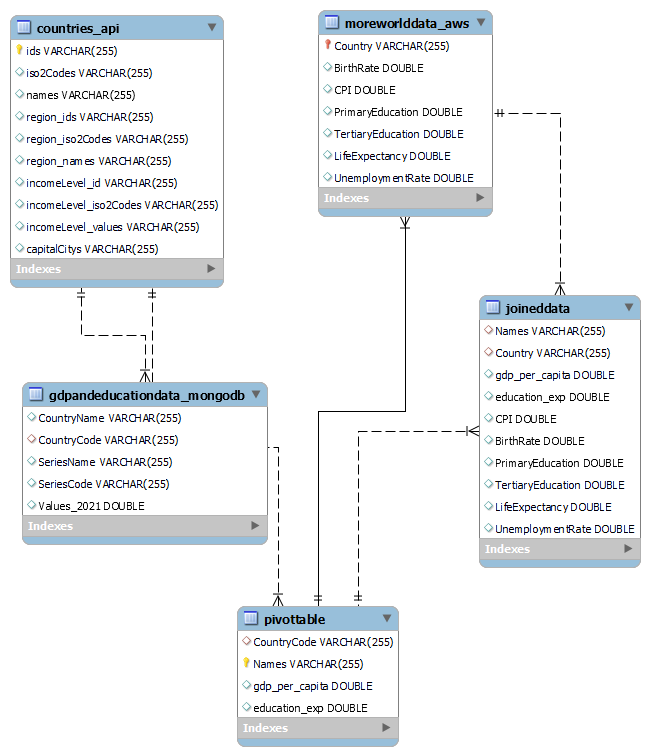 countries_api
ids VARCHAR(255)
iso2Codes VARCHAR(255)
names VARCHAR(255)
region_ids VARCHAR(255)
region_iso2Codes VARCHAR(255)
region_names VARCHAR(255)
incomeLevel_id VARCHAR(255)
incomeLevel_iso2Codes VARCHAR(255)
incomeLevel_values VARCHAR(255)
capitalCitys VARCHAR(255)
Indexes
moreworlddata_aws
Country VARCHAR(255)
BirthRate DOUBLE
CPI DOUBLE
PrimaryEducation DOUBLE
TertiaryEducation DOUBLE
LifeExpectancy DOUBLE
UnemploymentRate DOUBLE
Indexes
joineddata
Names VARCHAR(255)
Country VARCHAR(255)
gdp_per_capita DOUBLE
education_exp DOUBLE
CPI DOUBLE
BirthRate DOUBLE
PrimaryEducation DOUBLE
TertiaryEducation DOUBLE
LifeExpectancy DOUBLE
UnemploymentRate DOUBLE
Indexes
gdpandeducationdata_mongodb
CountryName VARCHAR(255)
CountryCode VARCHAR(255)
SeriesName VARCHAR(255)
SeriesCode VARCHAR(255)
Values_2021 DOUBLE
Indexes
pivottable
CountryCode VARCHAR(255)
Names VARCHAR(255)
gdp_per_capita DOUBLE
education_exp DOUBLE
Indexes